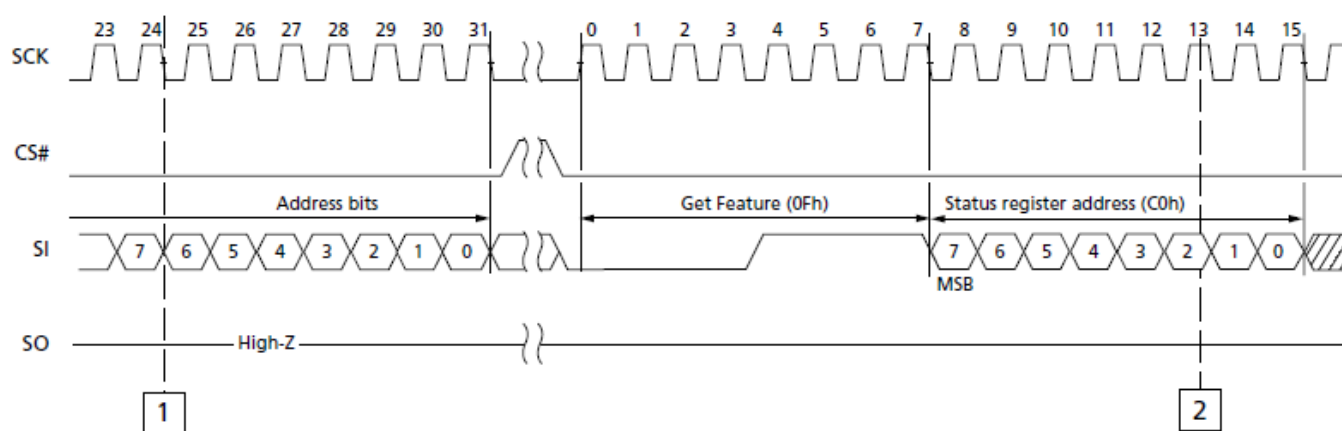 23 24 25 26 27 28 29 30 31 0 1 2 3 4 5 6 7 8 9 10 11 12 13 14 15
SCK
CS#
Address bits Get Feature (0Fh) Status register address (C0h)
SI 7 6 5 4 3 2 1 0 7 6 5 4 3 2 1 0
MSB
SO High-Z
1 2